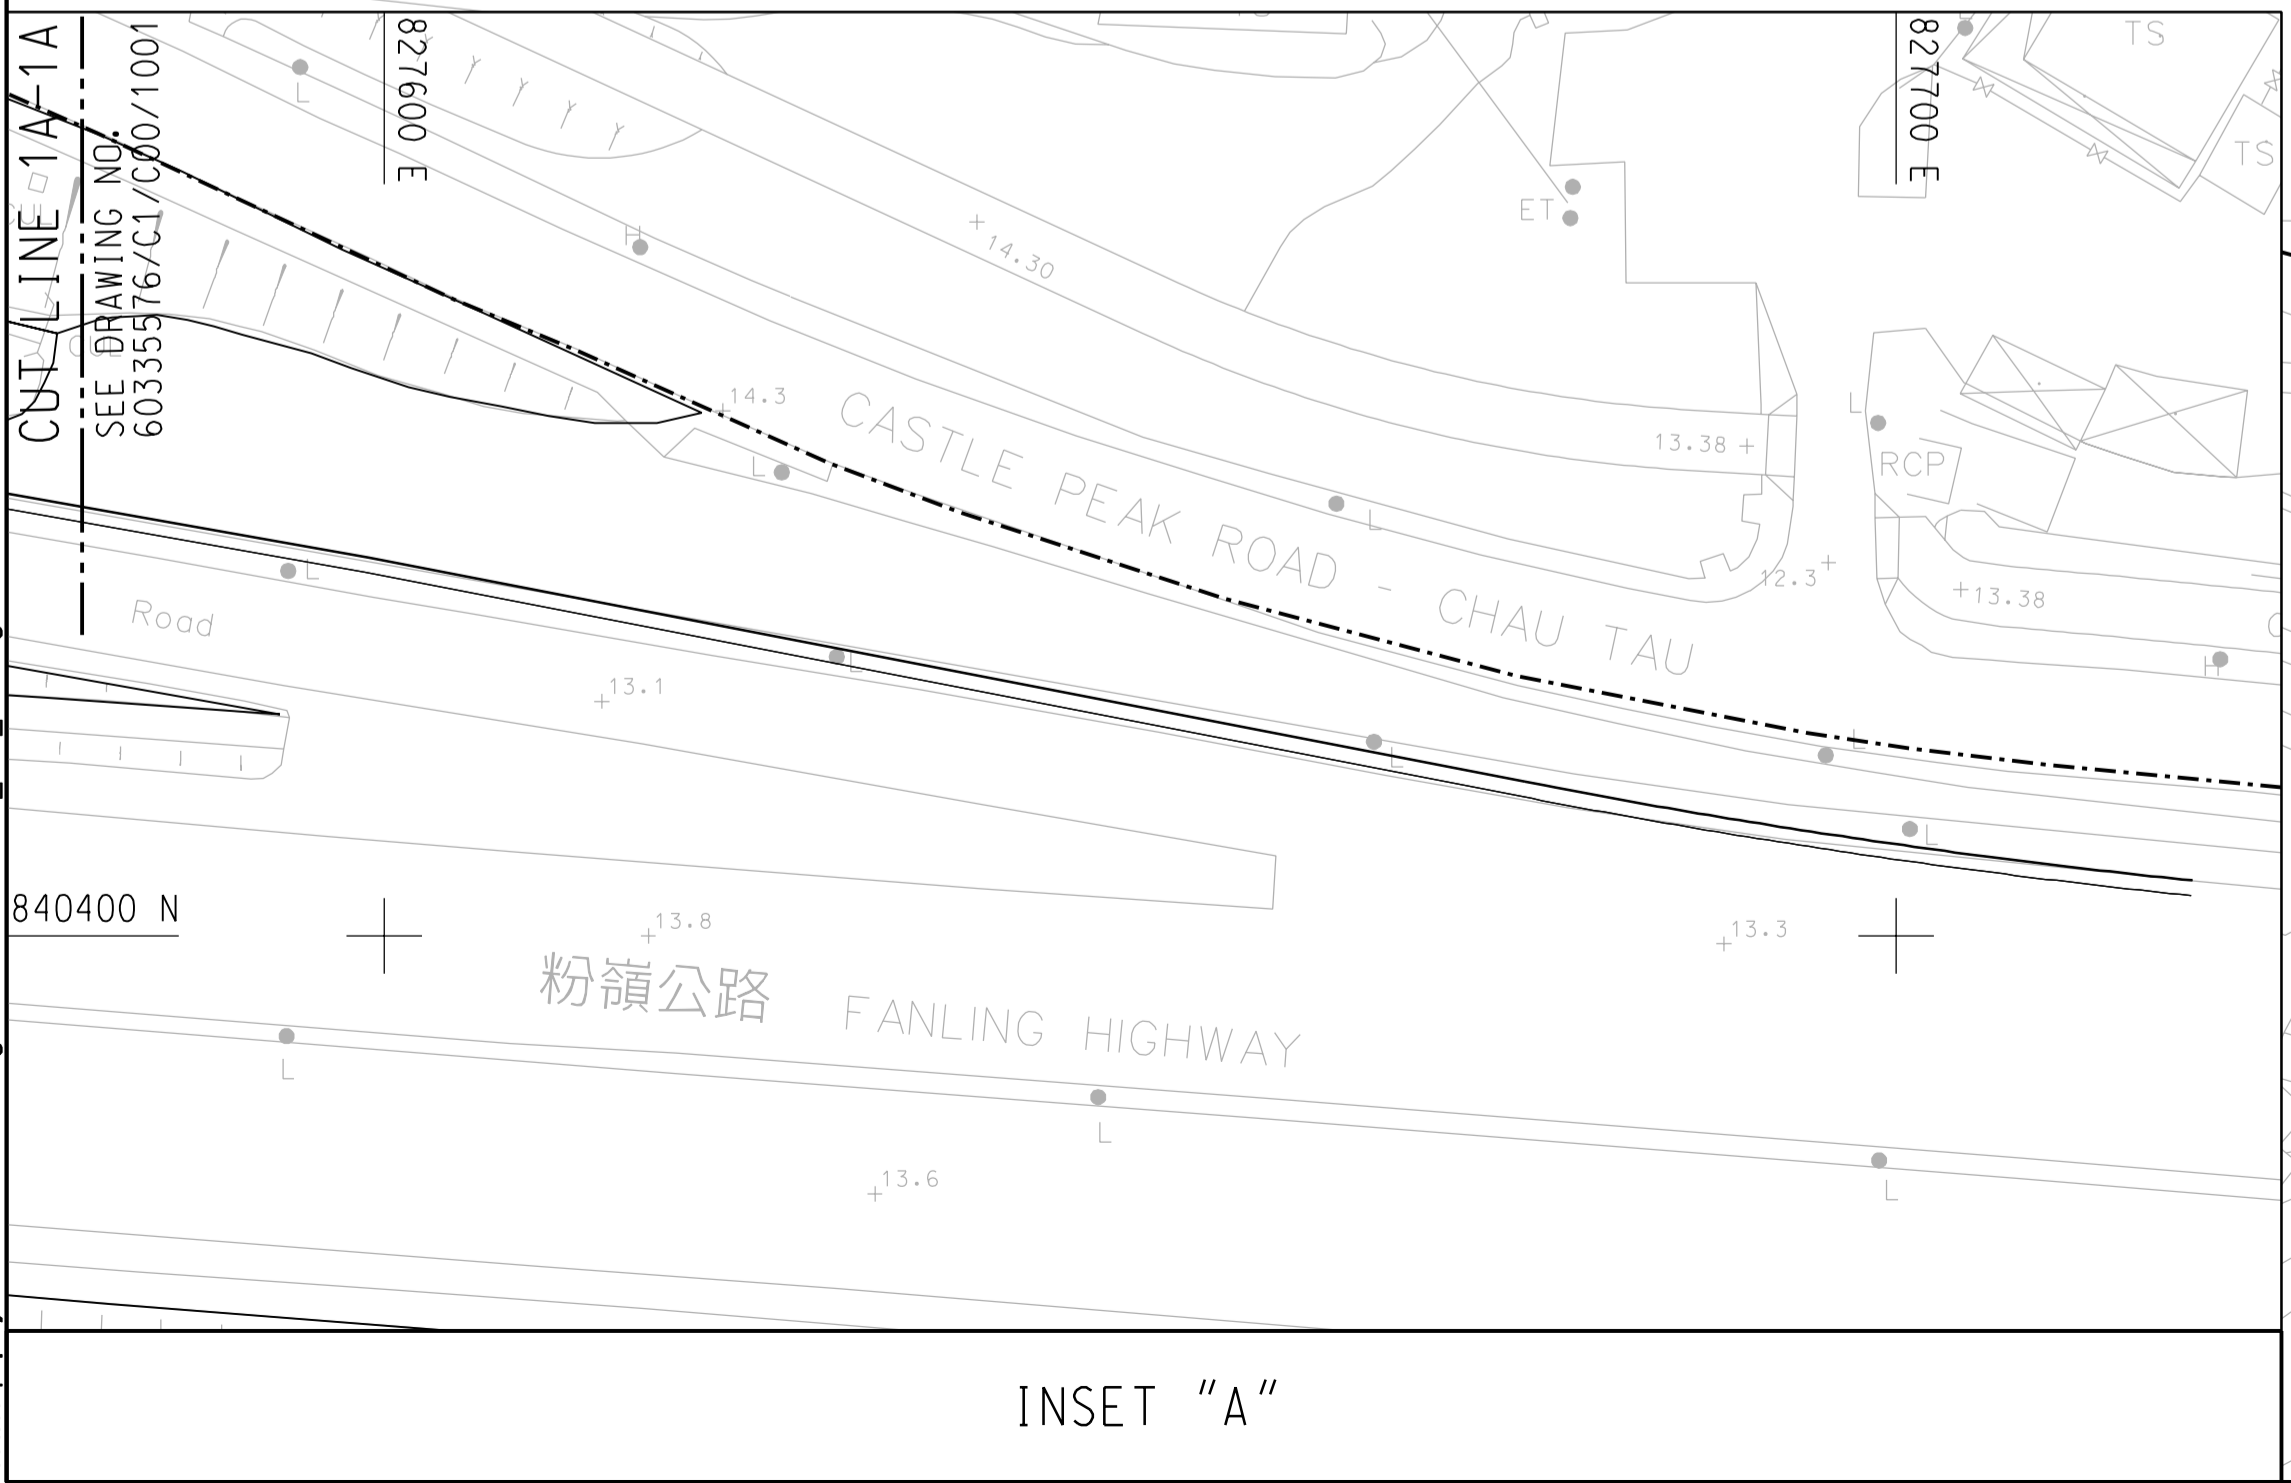 CUT LINE 1A-1A
SEE DRAWING NO.
60335576/C1/C00/1001
827600 E
827700 E
TS
TS
L
H
14.30
ET
CUL
14.3
13.38
L
RCP
L
CASTLE PEAK ROAD - CHAU TAU
L
12.3
13.38
L
Road
L
13.1
H
L
L
L
840400 N
13.8
13.3
粉嶺公路 FANLING HIGHWAY
L
L
13.6
L
INSET "A"